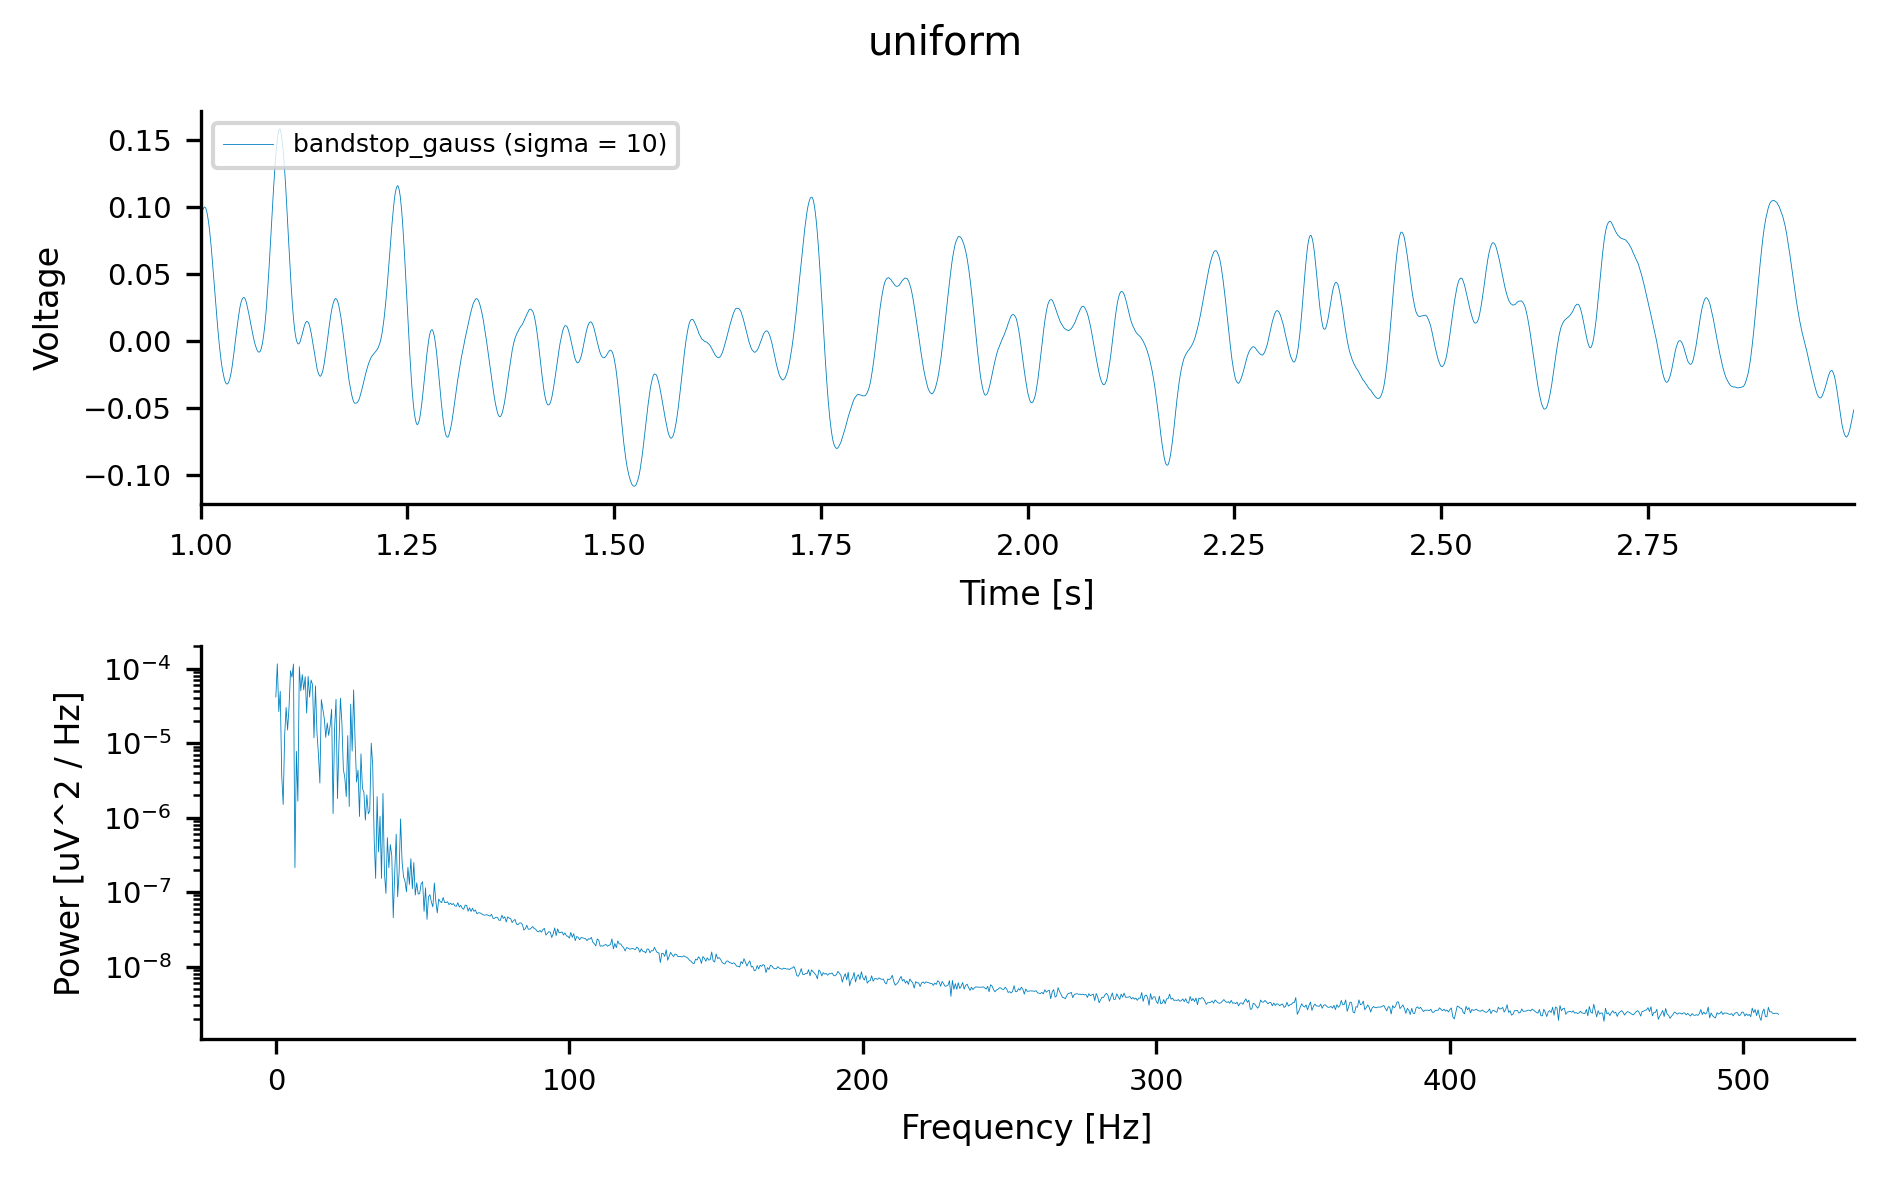 uniform
bandstop_gauss (sigma = 10)
Voltage
0.15
0.10
0.05
0.00
−0.05
−0.10
1.00 1.25 1.50 1.75 2.00 2.25 2.50 2.75
Time [s]
Power [uV^2 / Hz]
10⁻⁴
10⁻⁵
10⁻⁶
10⁻⁷
10⁻⁸
0 100 200 300 400 500
Frequency [Hz]